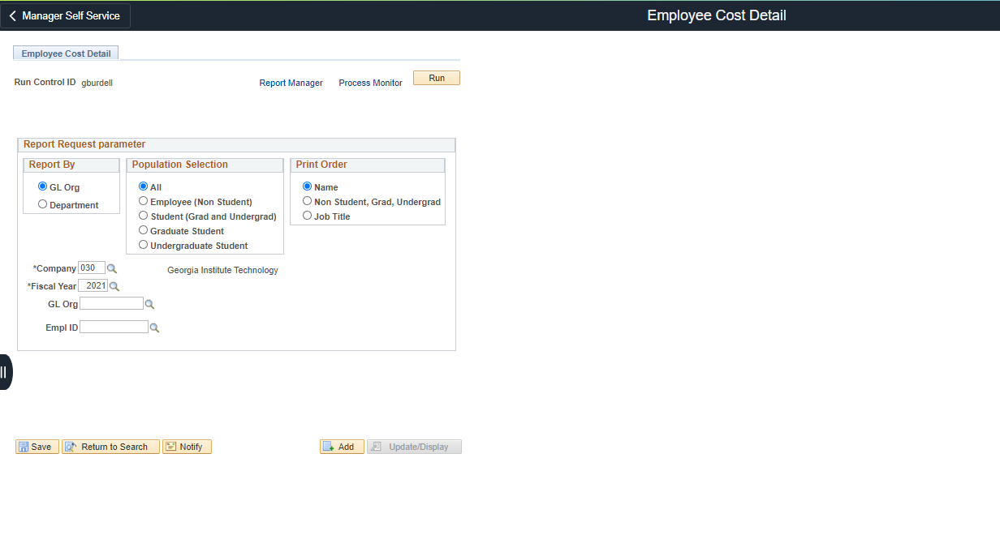 Manager Self Service
Employee Cost Detail
Employee Cost Detail
Run Control ID gburdell
Report Manager
Process Monitor
Run
Report Request parameter
Report By
GL Org
Department
Population Selection
All
Employee (Non Student)
Student (Grad and Undergrad)
Graduate Student
Undergraduate Student
Print Order
Name
Non Student, Grad, Undergrad
Job Title
*Company 030
Georgia Institute Technology
*Fiscal Year 2021
GL Org
Empl ID
Save
Return to Search
Notify
Add
Update/Display